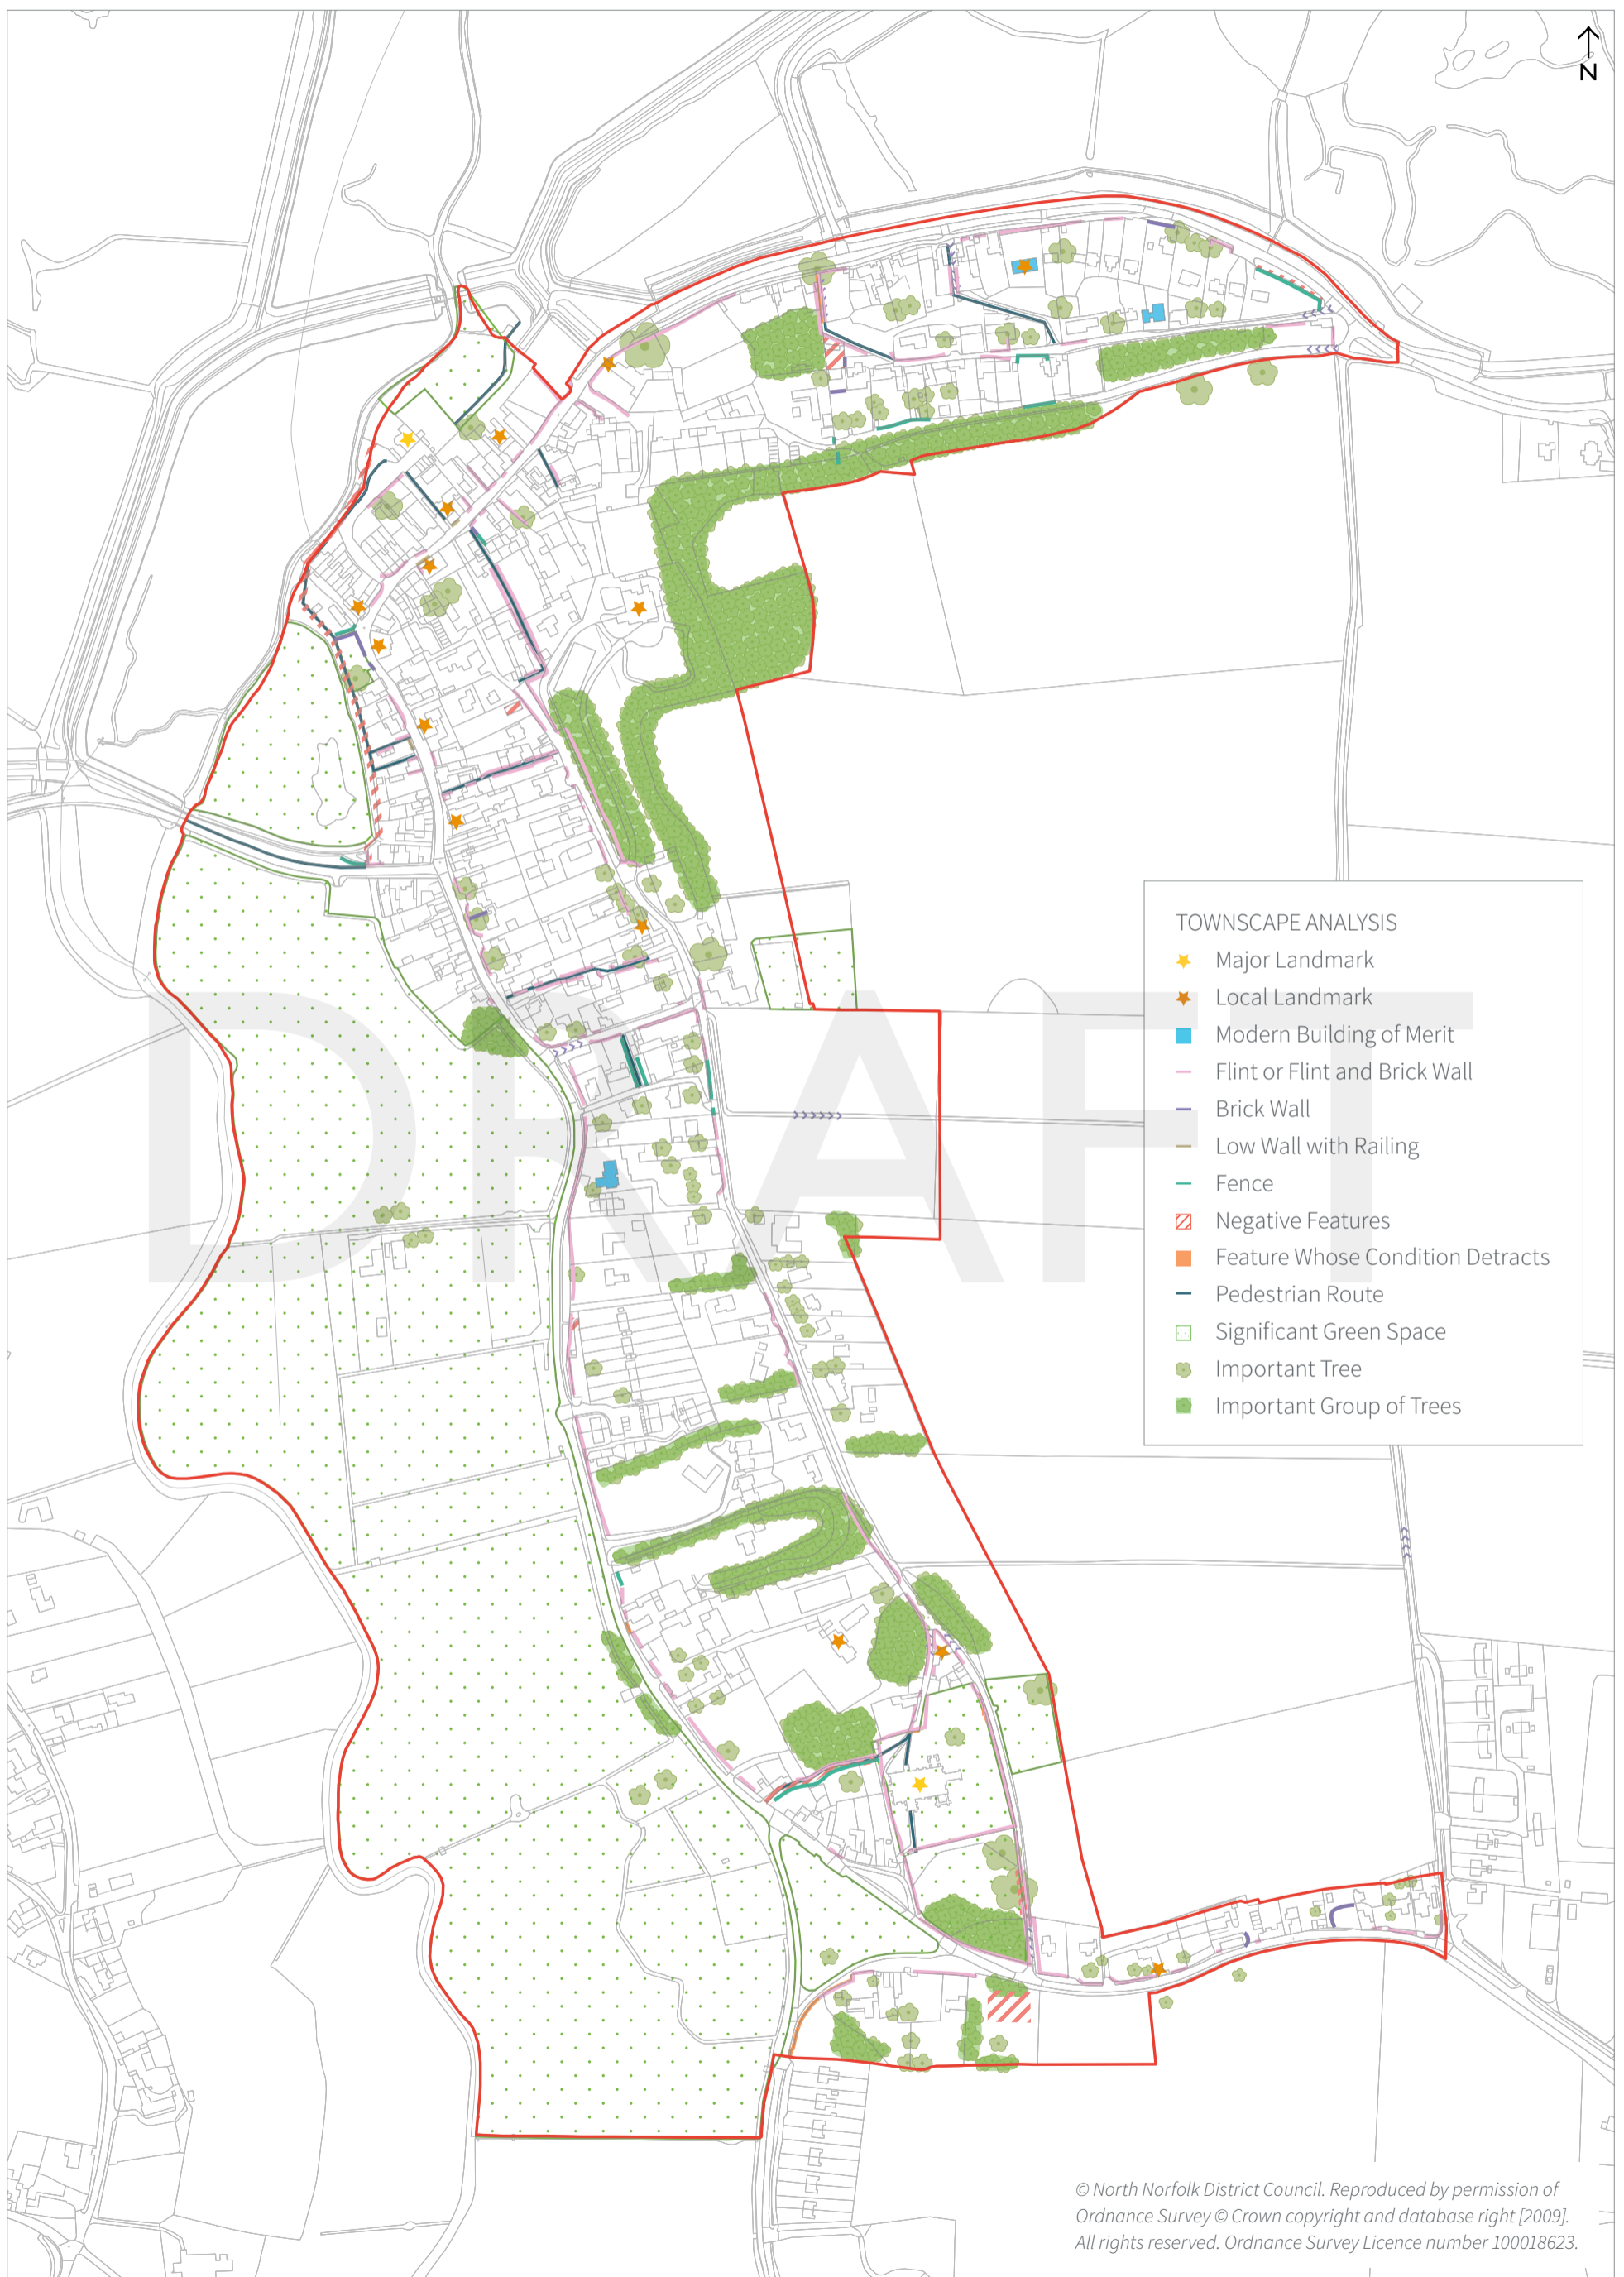 N
DRAFT
TOWNSCAPE ANALYSIS
Major Landmark
Local Landmark
Modern Building of Merit
Flint or Flint and Brick Wall
Brick Wall
Low Wall with Railing
Fence
Negative Features
Feature Whose Condition Detracts
Pedestrian Route
Significant Green Space
Important Tree
Important Group of Trees
© North Norfolk District Council. Reproduced by permission of
Ordnance Survey © Crown copyright and database right [2009].
All rights reserved. Ordnance Survey Licence number 100018623.